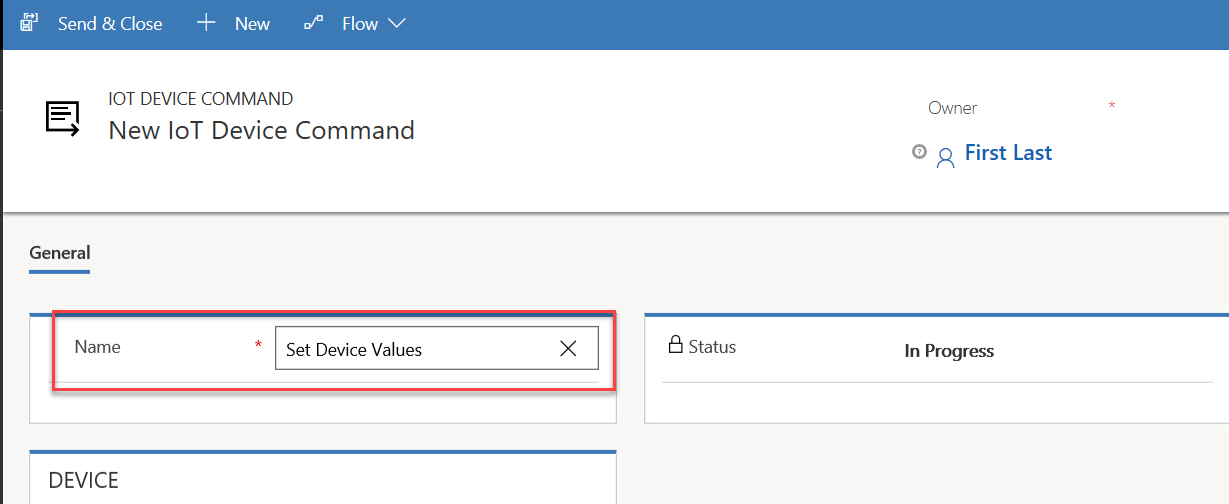 Send & Close New Flow
IOT DEVICE COMMAND
New IoT Device Command
Owner *
First Last
General
Name * Set Device Values
Status In Progress
DEVICE